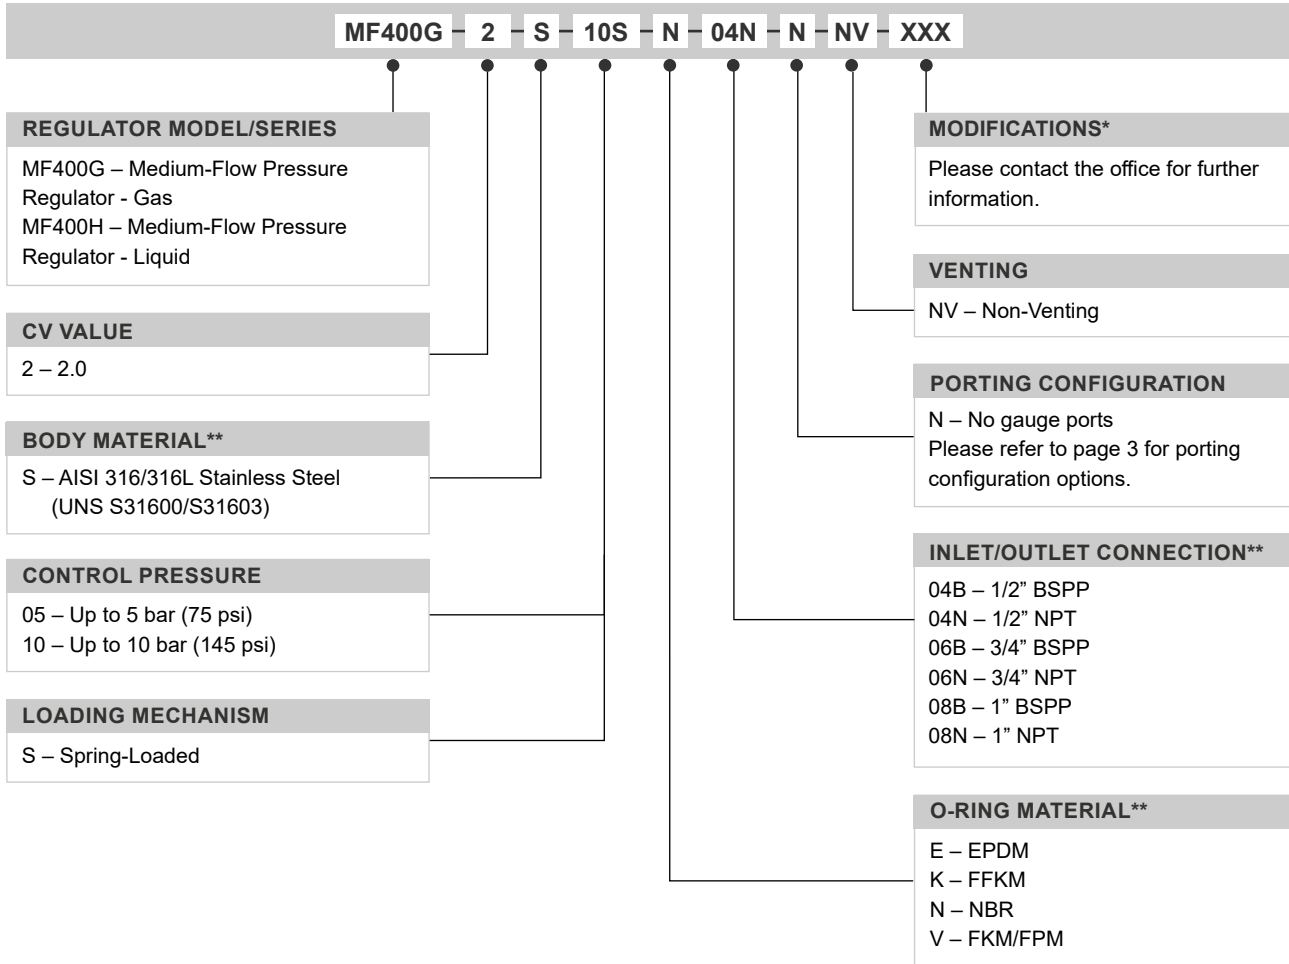 MF400G 2 S 10S N 04N N NV XXX
REGULATOR MODEL/SERIES
MF400G – Medium-Flow Pressure
Regulator - Gas
MF400H – Medium-Flow Pressure
Regulator - Liquid
CV VALUE
2 – 2.0
BODY MATERIAL**
S – AISI 316/316L Stainless Steel
(UNS S31600/S31603)
CONTROL PRESSURE
05 – Up to 5 bar (75 psi)
10 – Up to 10 bar (145 psi)
LOADING MECHANISM
S – Spring-Loaded
MODIFICATIONS*
Please contact the office for further
information.
VENTING
NV – Non-Venting
PORTING CONFIGURATION
N – No gauge ports
Please refer to page 3 for porting
configuration options.
INLET/OUTLET CONNECTION**
04B – 1/2” BSPP
04N – 1/2” NPT
06B – 3/4” BSPP
06N – 3/4” NPT
08B – 1” BSPP
08N – 1” NPT
O-RING MATERIAL**
E – EPDM
K – FFKM
N – NBR
V – FKM/FPM